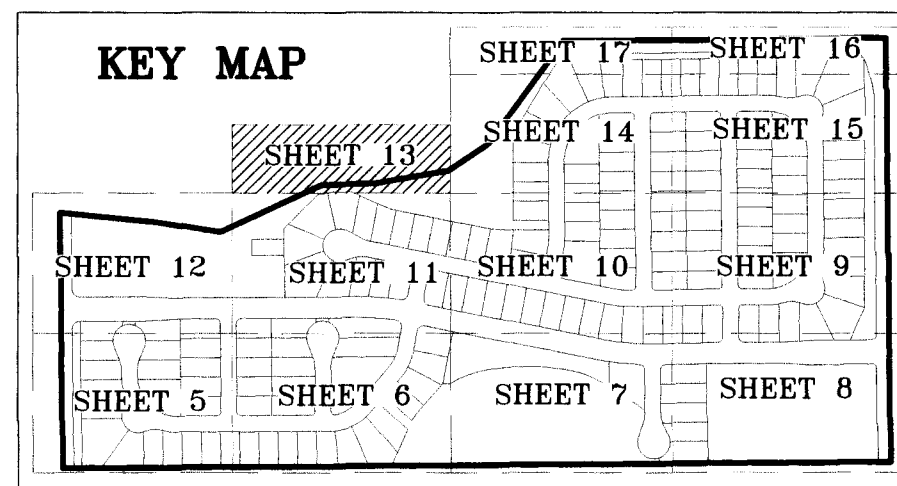 KEY MAP
SHEET 17
SHEET 16
SHEET 14
SHEET 15
SHEET 13
SHEET 12
SHEET 11
SHEET 10
SHEET 9
SHEET 5
SHEET 6
SHEET 7
SHEET 8